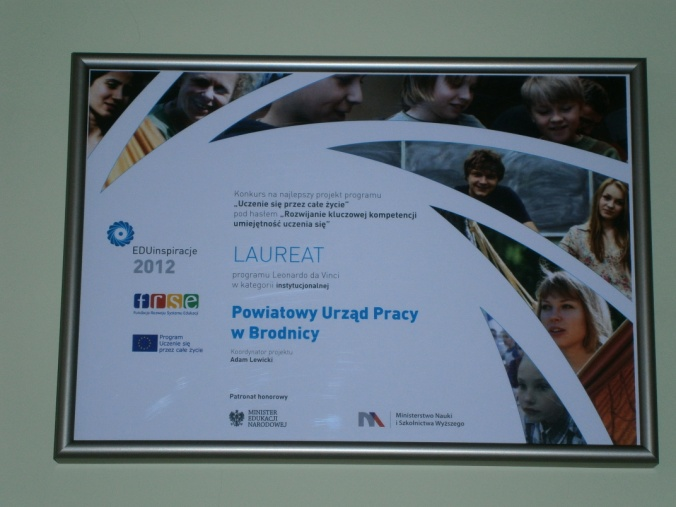 Konkurs na najlepszy projekt programu
„Uczenie się przez całe życie”
pod hasłem „Rozwijanie kluczowej kompetencji
umiejętność uczenia się”
EDUinspiracje
2012
LAUREAT
programu Leonardo da Vinci
w kategorii instytucjonalnej
frse
Fundacja Rozwoju Systemu Edukacji
Powiatowy Urząd Pracy
w Brodnicy
Program
Uczenie się
przez całe życie
Koordynator projektu
Adam Lewicki
Patronat honorowy
MINISTER
EDUKACJI
NARODOWEJ
Ministerstwo Nauki
i Szkolnictwa Wyższego